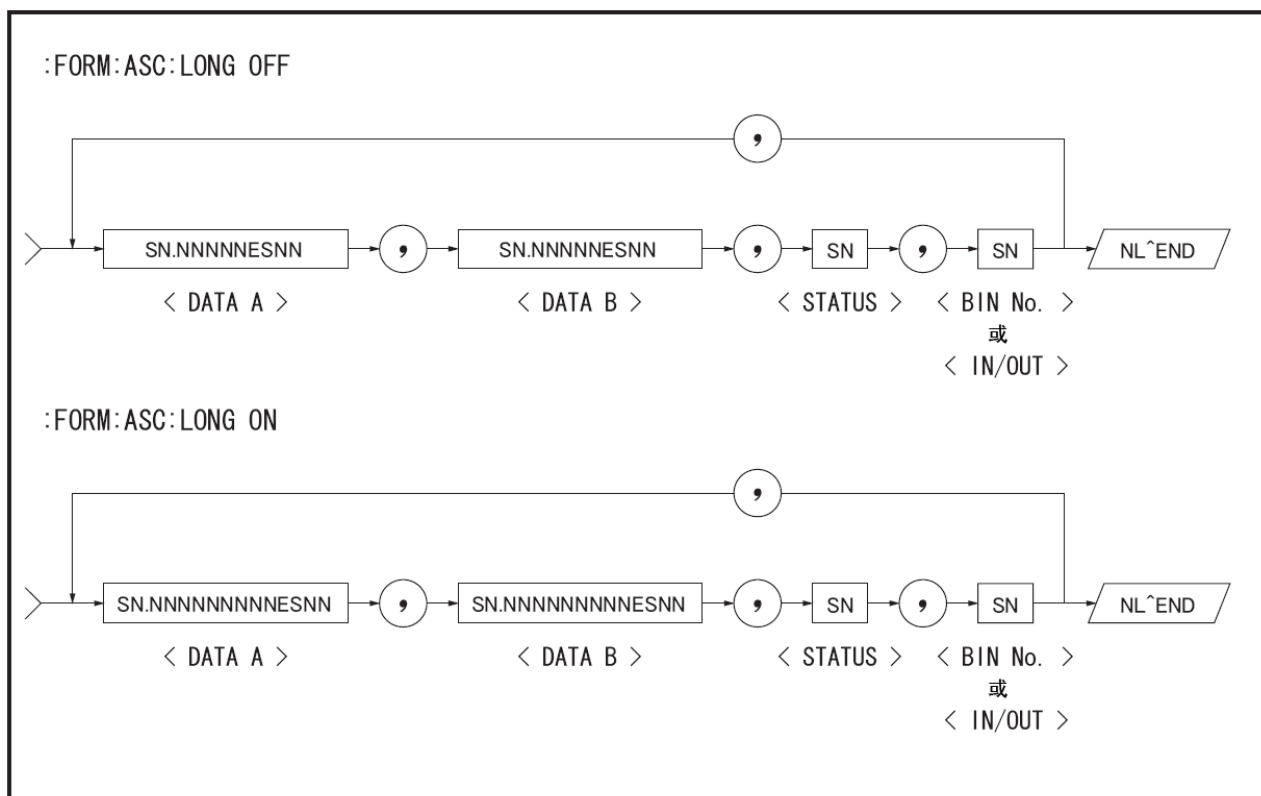 :FORM:ASC:LONG OFF
,
SN.NNNNNESNN , SN.NNNNNESNN , SN , SN NL^END
< DATA A > < DATA B > < STATUS > < BIN No. >
或
< IN/OUT >
:FORM:ASC:LONG ON
,
SN.NNNNNNNNNESNN , SN.NNNNNNNNNESNN , SN , SN NL^END
< DATA A > < DATA B > < STATUS > < BIN No. >
或
< IN/OUT >